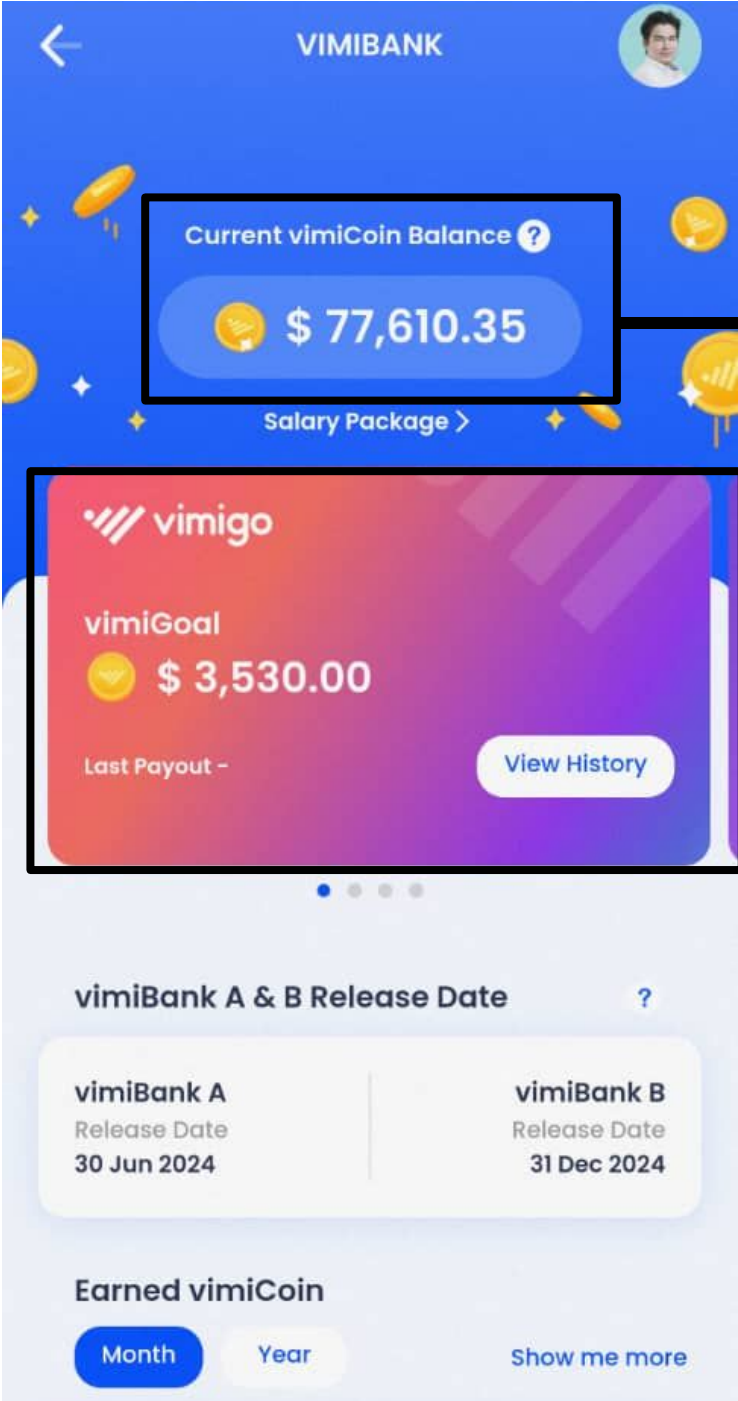 VIMIBANK
Current vimiCoin Balance ?
$ 77,610.35
Salary Package >
vimigo
vimiGoal
$ 3,530.00
Last Payout -
View History
vimiBank A & B Release Date ?
vimiBank A vimiBank B
Release Date Release Date
30 Jun 2024 31 Dec 2024
Earned vimiCoin
Month Year Show me more